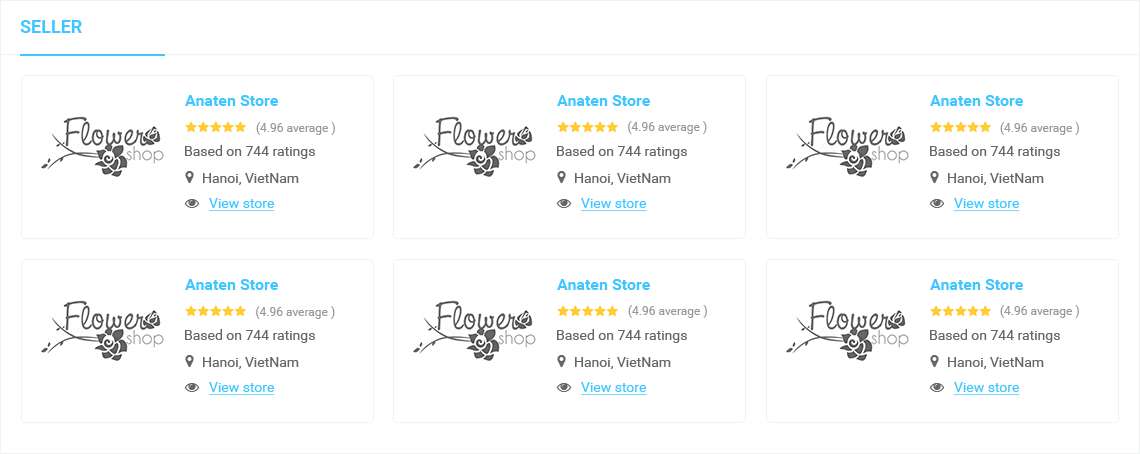 SELLER
Flower shop
Anaten Store
(4.96 average )
Based on 744 ratings
Hanoi, VietNam
View store
Flower shop
Anaten Store
(4.96 average )
Based on 744 ratings
Hanoi, VietNam
View store
Flower shop
Anaten Store
(4.96 average )
Based on 744 ratings
Hanoi, VietNam
View store
Flower shop
Anaten Store
(4.96 average )
Based on 744 ratings
Hanoi, VietNam
View store
Flower shop
Anaten Store
(4.96 average )
Based on 744 ratings
Hanoi, VietNam
View store
Flower shop
Anaten Store
(4.96 average )
Based on 744 ratings
Hanoi, VietNam
View store